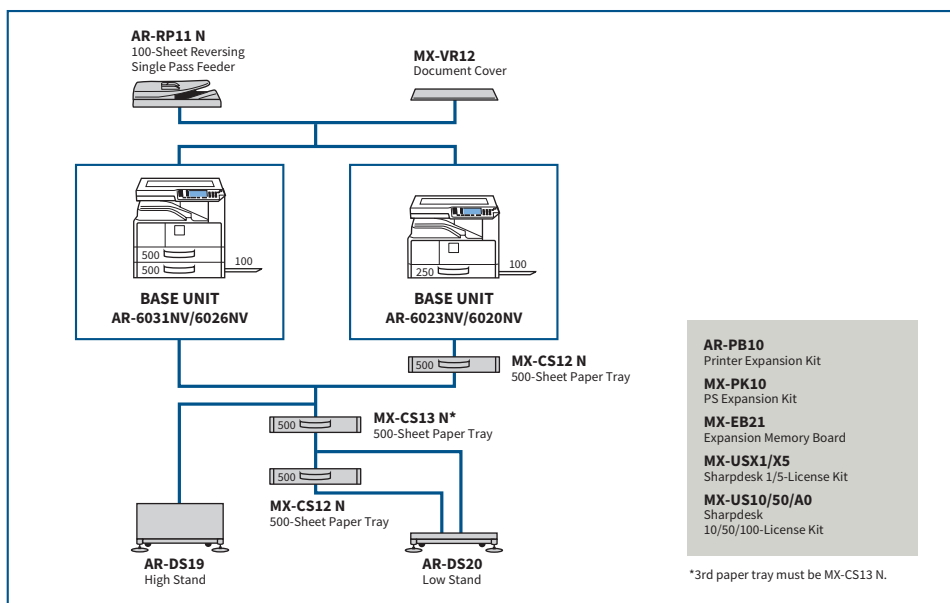 AR-RP11 N
100-Sheet Reversing
Single Pass Feeder
MX-VR12
Document Cover
500
500
100
BASE UNIT
AR-6031NV/6026NV
250
100
BASE UNIT
AR-6023NV/6020NV
500
MX-CS12 N
500-Sheet Paper Tray
500
MX-CS13 N*
500-Sheet Paper Tray
500
MX-CS12 N
500-Sheet Paper Tray
AR-DS19
High Stand
AR-DS20
Low Stand
AR-PB10
Printer Expansion Kit
MX-PK10
PS Expansion Kit
MX-EB21
Expansion Memory Board
MX-USX1/X5
Sharpdesk 1/5-License Kit
MX-US10/50/A0
Sharpdesk
10/50/100-License Kit
*3rd paper tray must be MX-CS13 N.